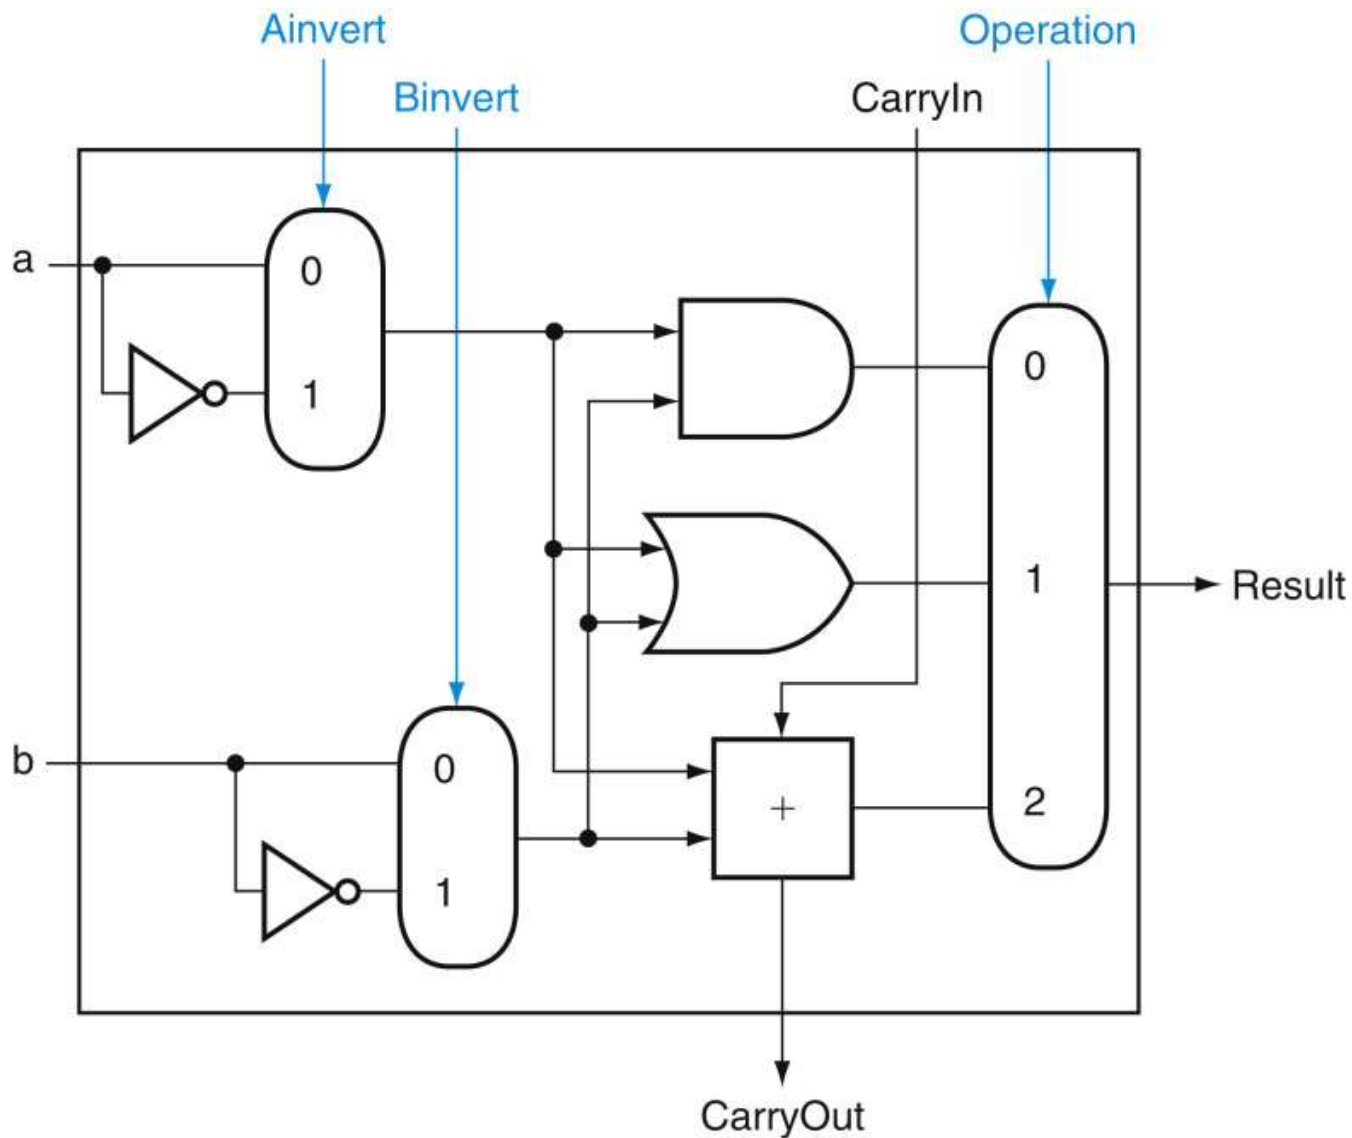 Ainvert
Operation
Binvert
CarryIn
a
0
1
0
1
Result
b
0
1
+
2
CarryOut